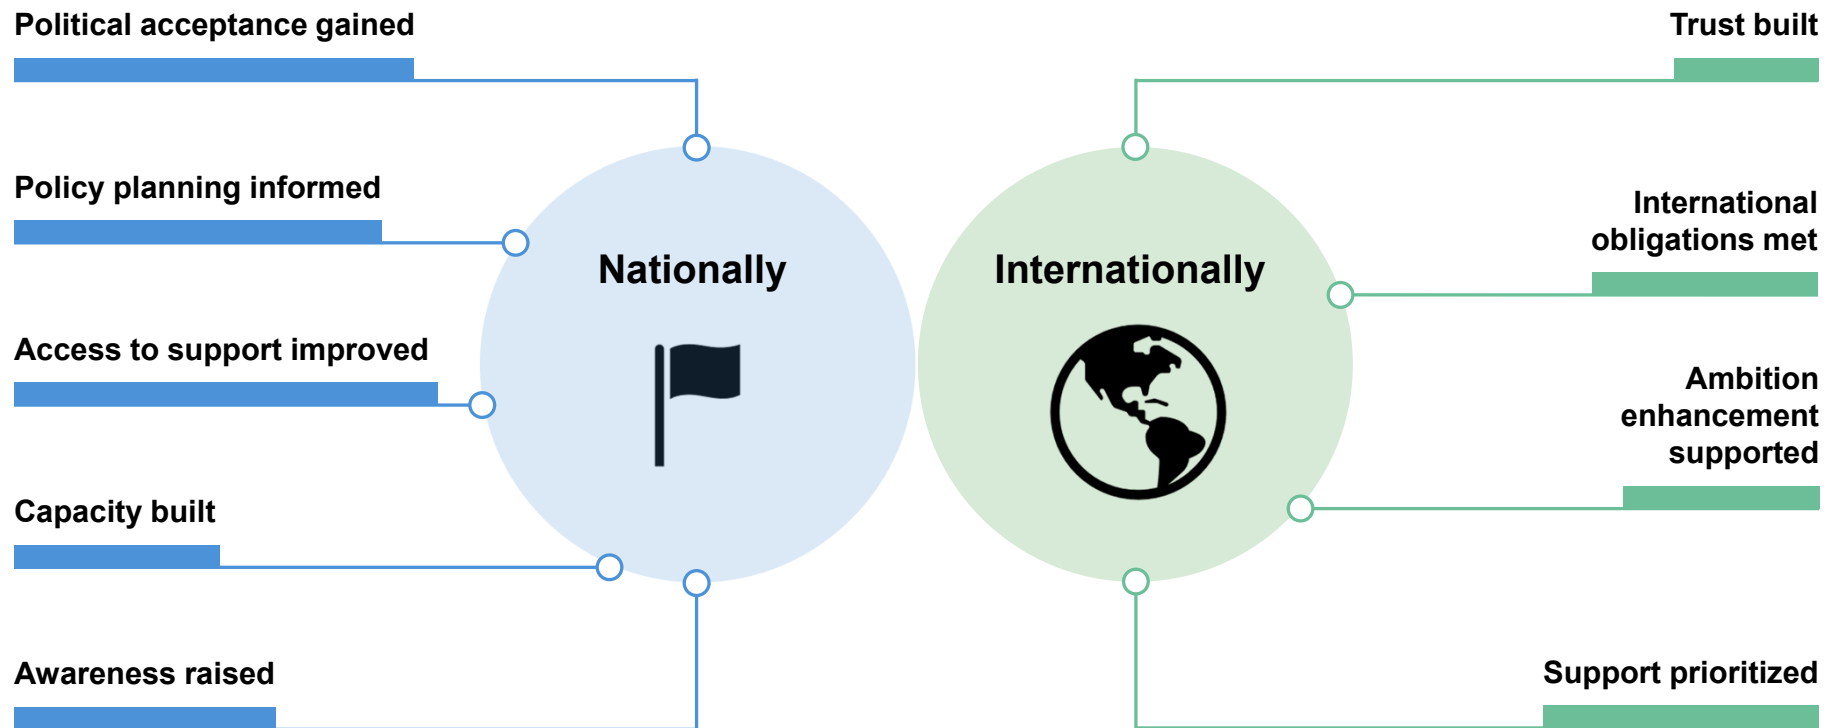 Political acceptance gained
Policy planning informed
Access to support improved
Capacity built
Awareness raised
Nationally
Internationally
Trust built
International
obligations met
Ambition
enhancement
supported
Support prioritized